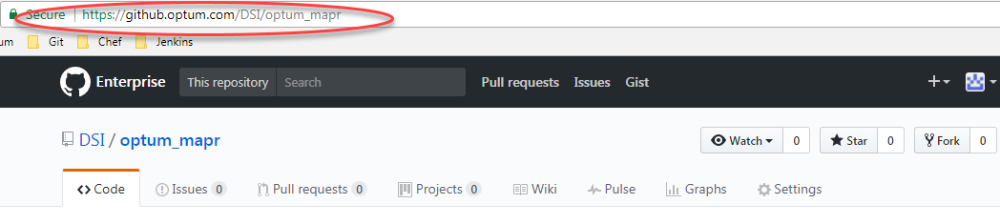 Secure | https://github.optum.com/DSI/optum_mapr
um Git Chef Jenkins
Enterprise This repository Search Pull requests Issues Gist
DSI / optum_mapr Watch 0 Star 0 Fork 0
Code Issues 0 Pull requests 0 Projects 0 Wiki Pulse Graphs Settings